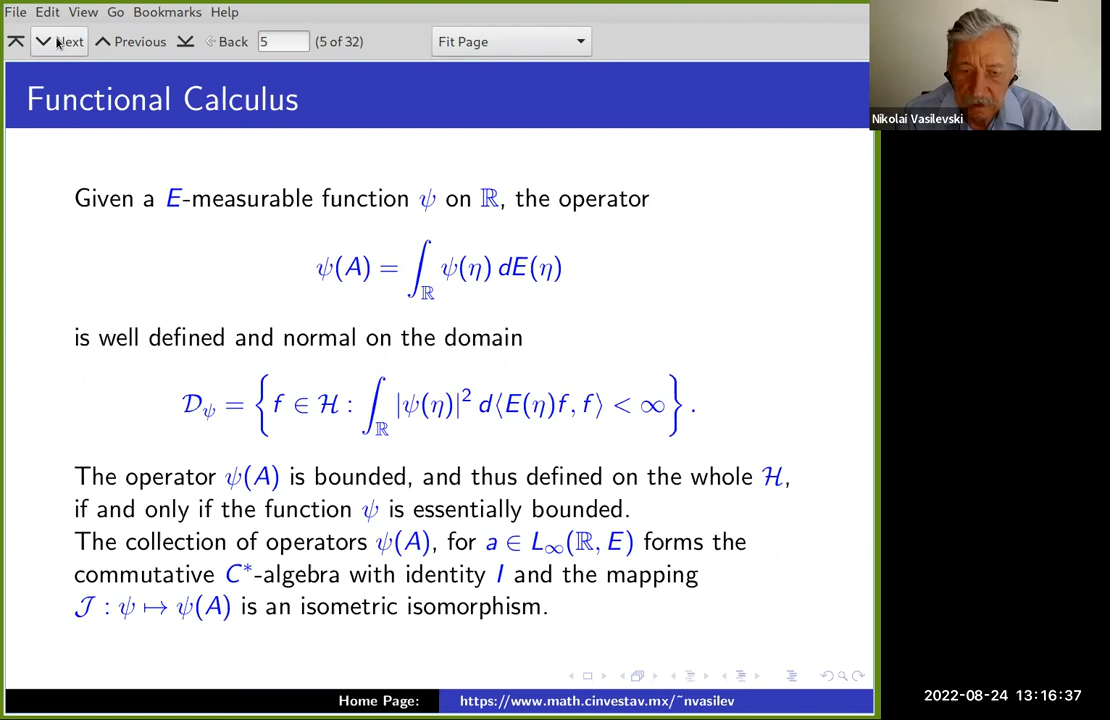 File Edit View Go Bookmarks Help
Next Previous Back 5 (5 of 32) Fit Page
Functional Calculus
Nikolai Vasilevski
Given a E-measurable function ψ on ℝ, the operator
ψ(A) = ∫_ℝ ψ(η) dE(η)
is well defined and normal on the domain
𝒟_ψ = { f ∈ ℋ : ∫_ℝ |ψ(η)|² d⟨E(η)f, f⟩ < ∞ } .
The operator ψ(A) is bounded, and thus defined on the whole ℋ,
if and only if the function ψ is essentially bounded.
The collection of operators ψ(A), for a ∈ L_∞(ℝ, E) forms the
commutative C*-algebra with identity I and the mapping
𝒥 : ψ ↦ ψ(A) is an isometric isomorphism.
Home Page: https://www.math.cinvestav.mx/~nvasilev
2022-08-24 13:16:37